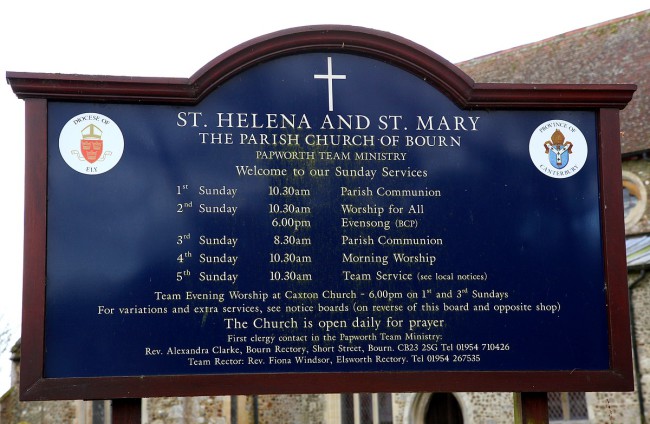 ST. HELENA AND ST. MARY
THE PARISH CHURCH OF BOURN
PAPWORTH TEAM MINISTRY
DIOCESE OF
ELY
PROVINCE OF
CANTERBURY
Welcome to our Sunday Services
1st Sunday 10.30am Parish Communion
2nd Sunday 10.30am Worship for All
6.00pm Evensong (BCP)
3rd Sunday 8.30am Parish Communion
4th Sunday 10.30am Morning Worship
5th Sunday 10.30am Team Service (see local notices)
Team Evening Worship at Caxton Church - 6.00pm on 1st and 3rd Sundays
For variations and extra services, see notice boards (on reverse of this board and opposite shop)
The Church is open daily for prayer
First clergy contact in the Papworth Team Ministry:
Rev. Alexandra Clarke, Bourn Rectory, Short Street, Bourn. CB23 2SG Tel 01954 710426
Team Rector: Rev. Fiona Windsor, Elsworth Rectory. Tel 01954 267535